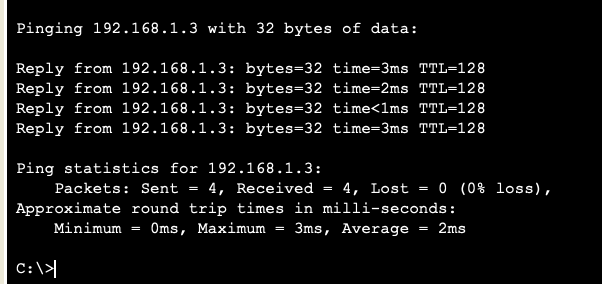 Pinging 192.168.1.3 with 32 bytes of data:
Reply from 192.168.1.3: bytes=32 time=3ms TTL=128
Reply from 192.168.1.3: bytes=32 time=2ms TTL=128
Reply from 192.168.1.3: bytes=32 time<1ms TTL=128
Reply from 192.168.1.3: bytes=32 time=3ms TTL=128
Ping statistics for 192.168.1.3:
    Packets: Sent = 4, Received = 4, Lost = 0 (0% loss),
Approximate round trip times in milli-seconds:
    Minimum = 0ms, Maximum = 3ms, Average = 2ms
C:\>